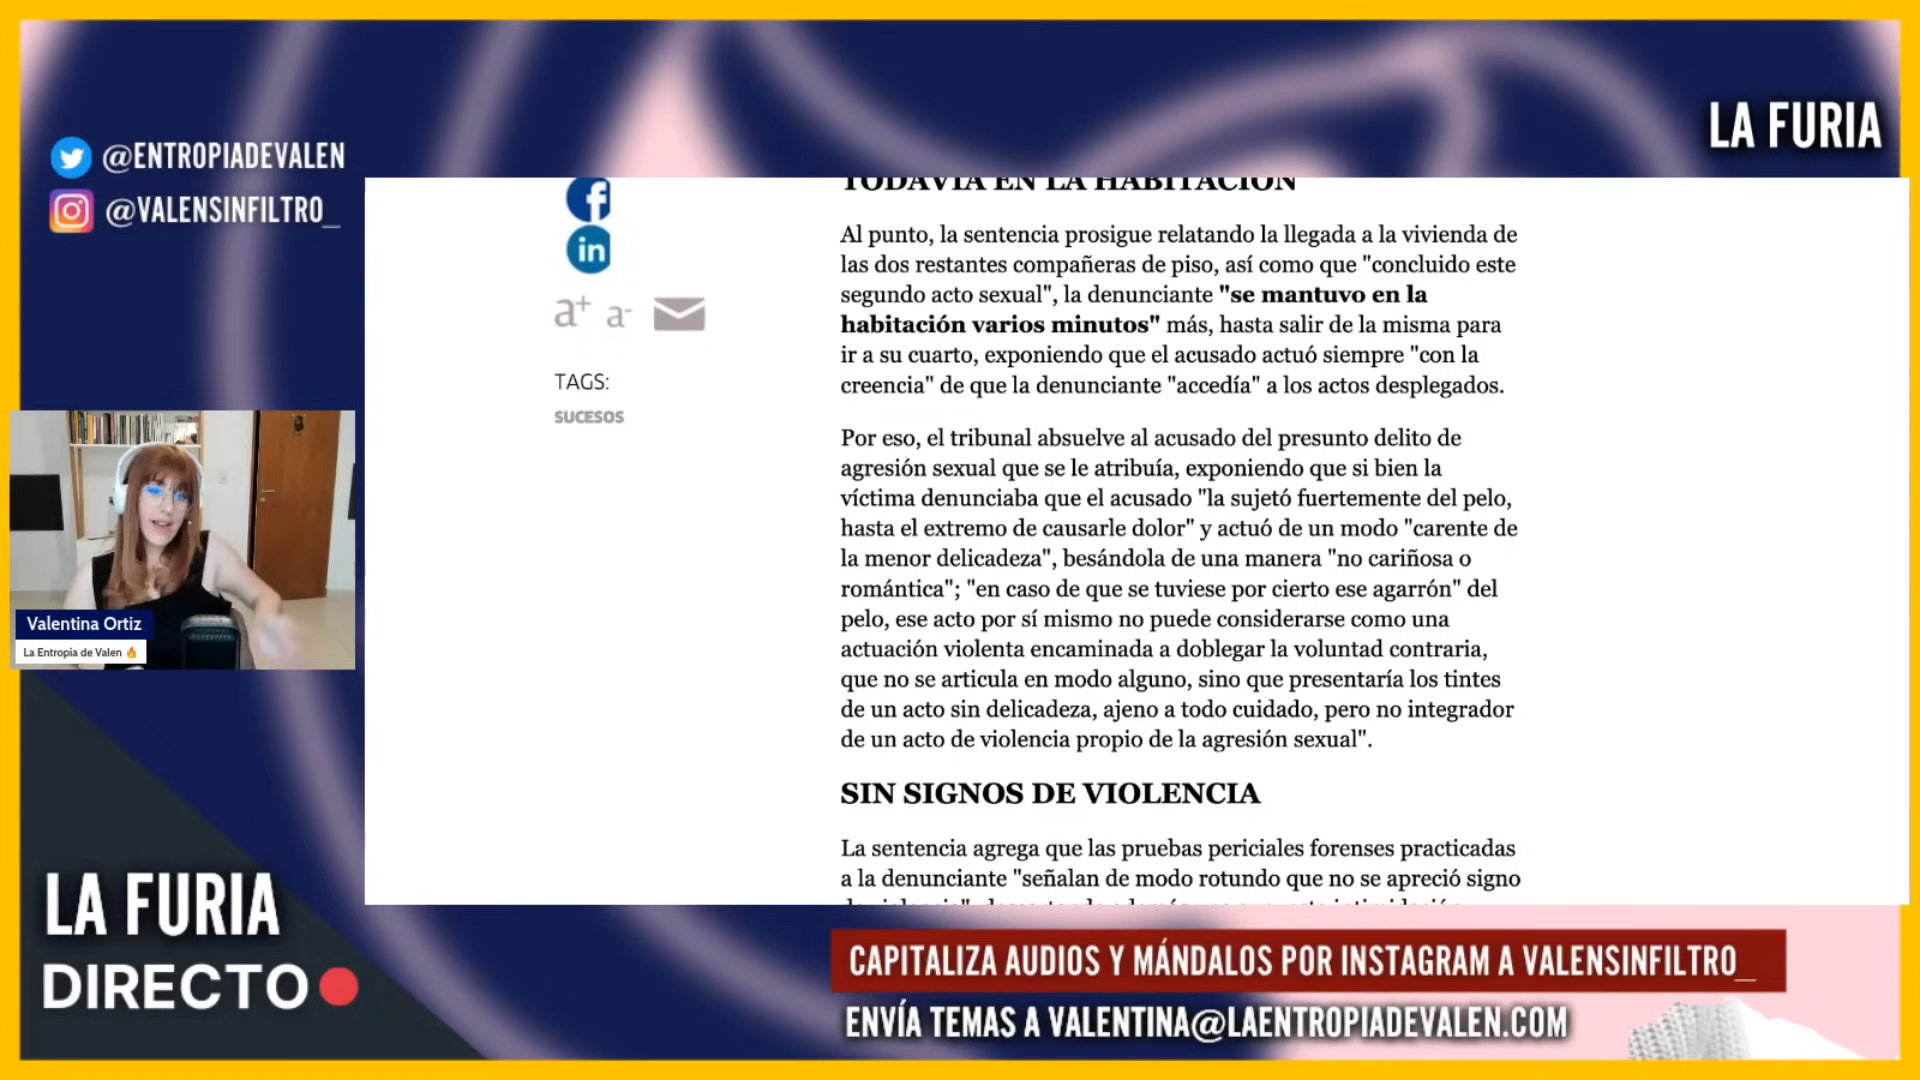 LA FURIA
@ENTROPIADEVALEN
@VALENSINFILTRO_
TODAVÍA EN LA HABITACIÓN
Al punto, la sentencia prosigue relatando la llegada a la vivienda de
las dos restantes compañeras de piso, así como que "concluido este
segundo acto sexual", la denunciante "se mantuvo en la
habitación varios minutos" más, hasta salir de la misma para
ir a su cuarto, exponiendo que el acusado actuó siempre "con la
creencia" de que la denunciante "accedía" a los actos desplegados.
a+ a-
TAGS:
SUCESOS
Por eso, el tribunal absuelve al acusado del presunto delito de
agresión sexual que se le atribuía, exponiendo que si bien la
víctima denunciaba que el acusado "la sujetó fuertemente del pelo,
hasta el extremo de causarle dolor" y actuó de un modo "carente de
la menor delicadeza", besándola de una manera "no cariñosa o
romántica"; "en caso de que se tuviese por cierto ese agarrón" del
pelo, ese acto por sí mismo no puede considerarse como una
actuación violenta encaminada a doblegar la voluntad contraria,
que no se articula en modo alguno, sino que presentaría los tintes
de un acto sin delicadeza, ajeno a todo cuidado, pero no integrador
de un acto de violencia propio de la agresión sexual".
SIN SIGNOS DE VIOLENCIA
La sentencia agrega que las pruebas periciales forenses practicadas
a la denunciante "señalan de modo rotundo que no se apreció signo
Valentina Ortiz
La Entropia de Valen
LA FURIA
DIRECTO
CAPITALIZA AUDIOS Y MÁNDALOS POR INSTAGRAM A VALENSINFILTRO_
ENVÍA TEMAS A VALENTINA@LAENTROPIADEVALEN.COM